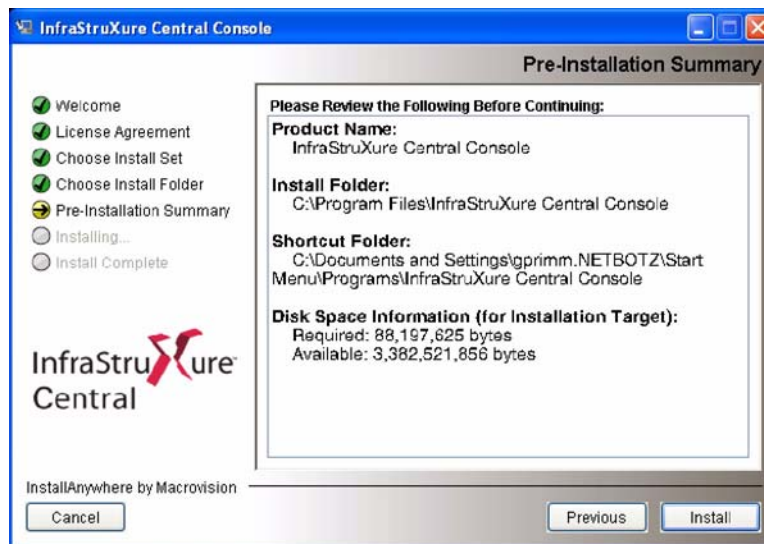 InfraStruXure Central Console
Pre-Installation Summary
Welcome
License Agreement
Choose Install Set
Choose Install Folder
Pre-Installation Summary
Installing...
Install Complete
InfraStruXure™
Central
Please Review the Following Before Continuing:
Product Name:
InfraStruXure Central Console
Install Folder:
C:\Program Files\InfraStruXure Central Console
Shortcut Folder:
C:\Documents and Settings\gprimm.NETBOTZ\Start
Menu\Programs\InfraStruXure Central Console
Disk Space Information (for Installation Target):
Required: 88,197,625 bytes
Available: 3,382,521,856 bytes
InstallAnywhere by Macrovision
Cancel
Previous
Install